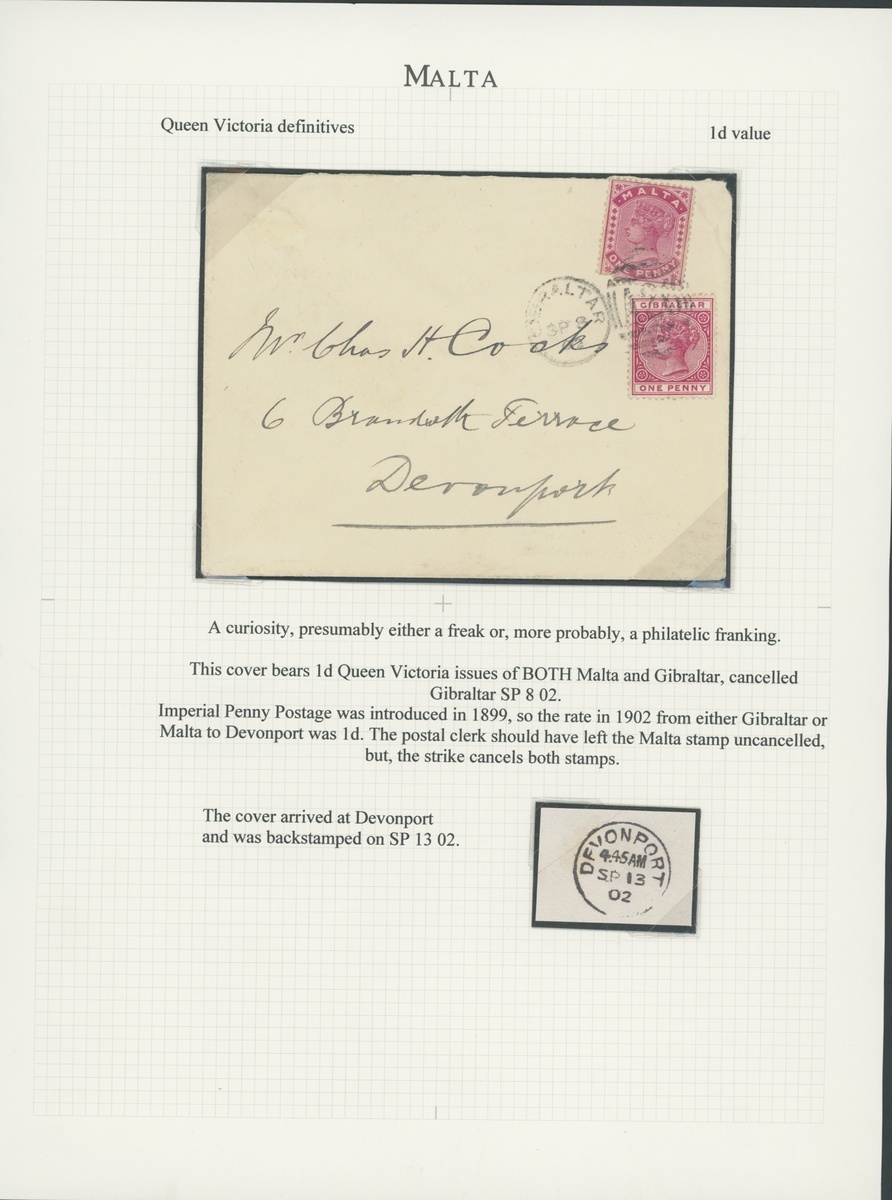 MALTA
Queen Victoria definitives 1d value
MALTA
ONE PENNY
GIBRALTAR
SP 8
GIBRALTAR
ONE PENNY
Mr. Chas H. Cocks
6 Terrace
Devonport
A curiosity, presumably either a freak or, more probably, a philatelic franking.
This cover bears 1d Queen Victoria issues of BOTH Malta and Gibraltar, cancelled
Gibraltar SP 8 02.
Imperial Penny Postage was introduced in 1899, so the rate in 1902 from either Gibraltar or
Malta to Devonport was 1d. The postal clerk should have left the Malta stamp uncancelled,
but, the strike cancels both stamps.
The cover arrived at Devonport
and was backstamped on SP 13 02.
DEVONPORT
4.45AM
SP 13
02